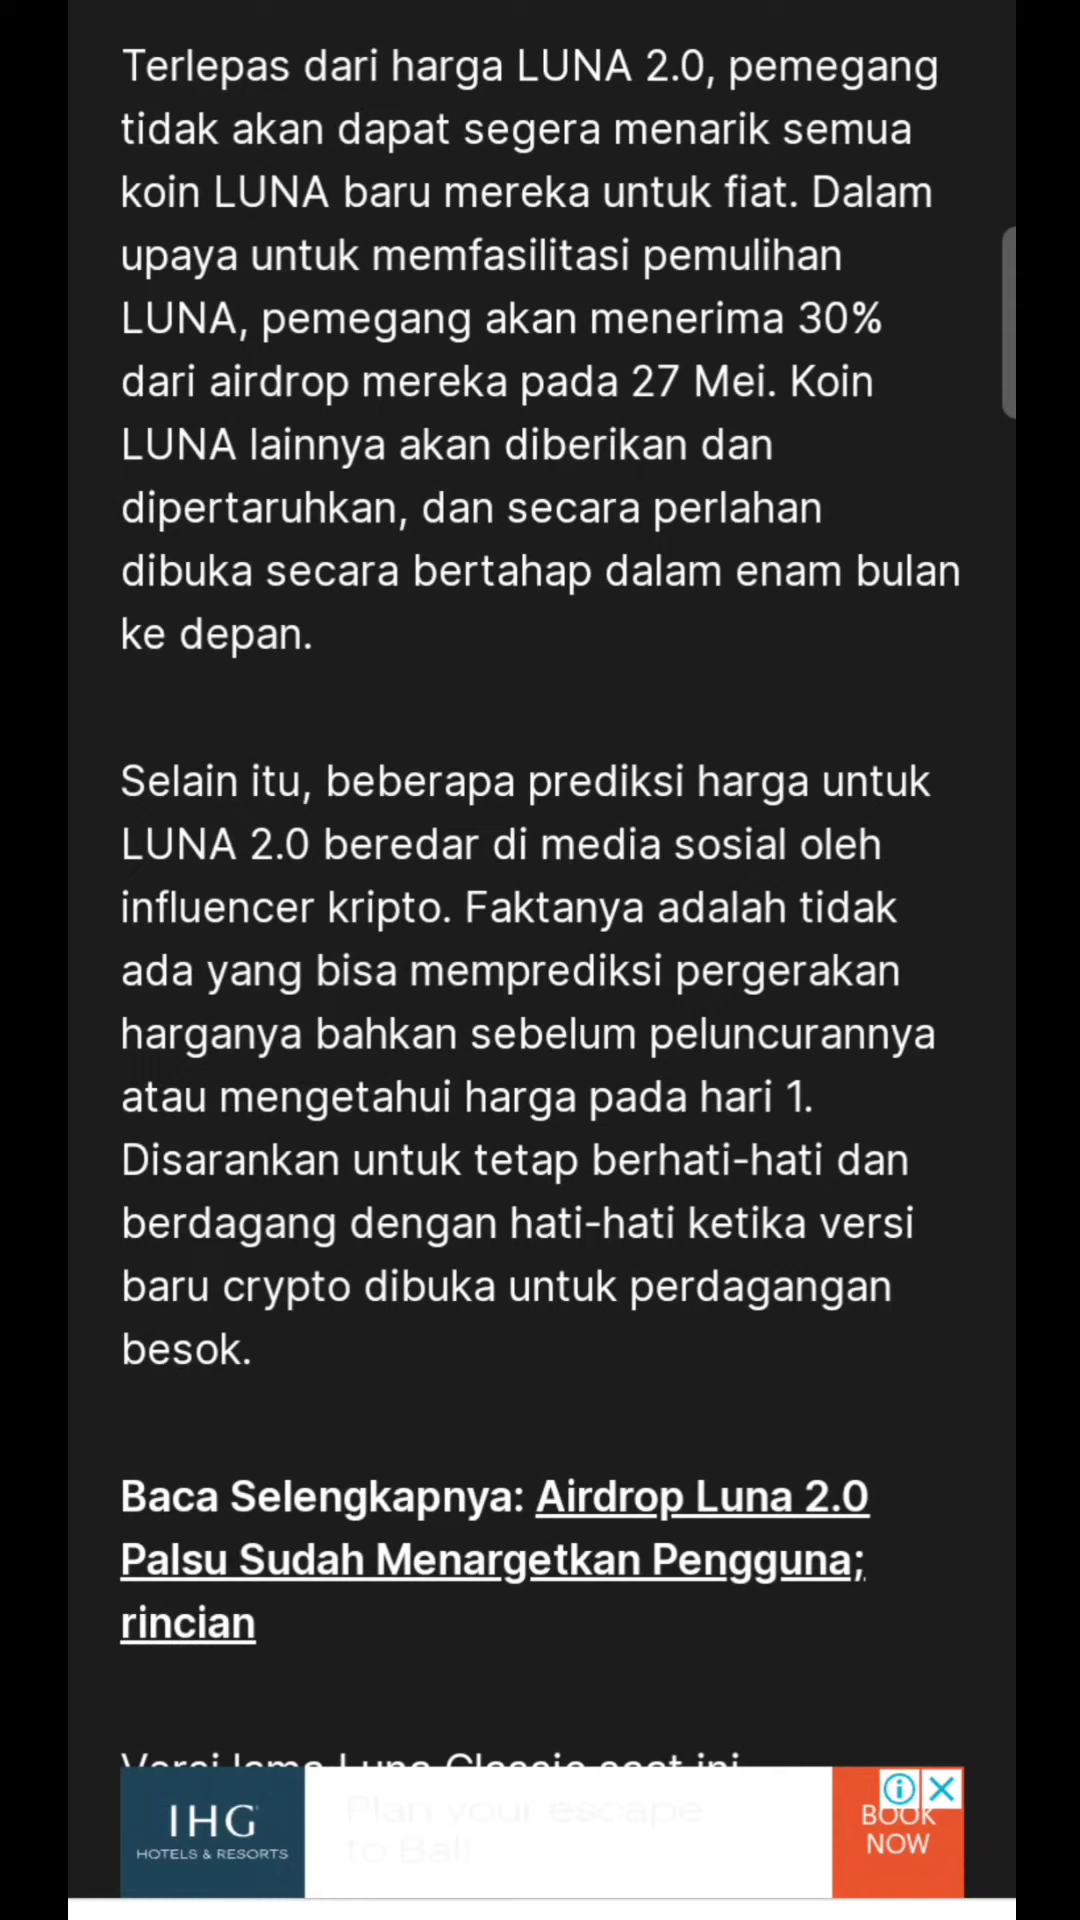 Terlepas dari harga LUNA 2.0, pemegang
tidak akan dapat segera menarik semua
koin LUNA baru mereka untuk fiat. Dalam
upaya untuk memfasilitasi pemulihan
LUNA, pemegang akan menerima 30%
dari airdrop mereka pada 27 Mei. Koin
LUNA lainnya akan diberikan dan
dipertaruhkan, dan secara perlahan
dibuka secara bertahap dalam enam bulan
ke depan.
Selain itu, beberapa prediksi harga untuk
LUNA 2.0 beredar di media sosial oleh
influencer kripto. Faktanya adalah tidak
ada yang bisa memprediksi pergerakan
harganya bahkan sebelum peluncurannya
atau mengetahui harga pada hari 1.
Disarankan untuk tetap berhati-hati dan
berdagang dengan hati-hati ketika versi
baru crypto dibuka untuk perdagangan
besok.
Baca Selengkapnya: Airdrop Luna 2.0
Palsu Sudah Menargetkan Pengguna;
rincian
Versi lama Luna Classic saat ini
IHG
HOTELS & RESORTS
Plan your escape
to Bali
BOOK
NOW